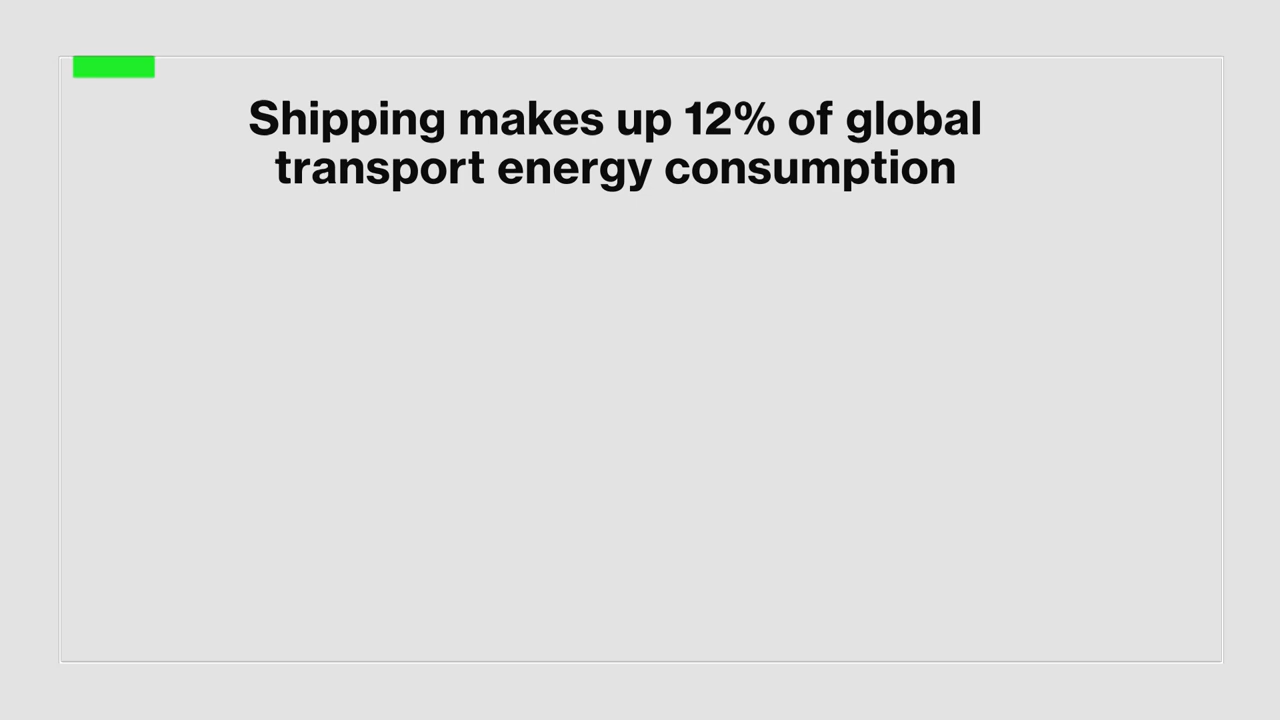 Shipping makes up 12% of global
transport energy consumption